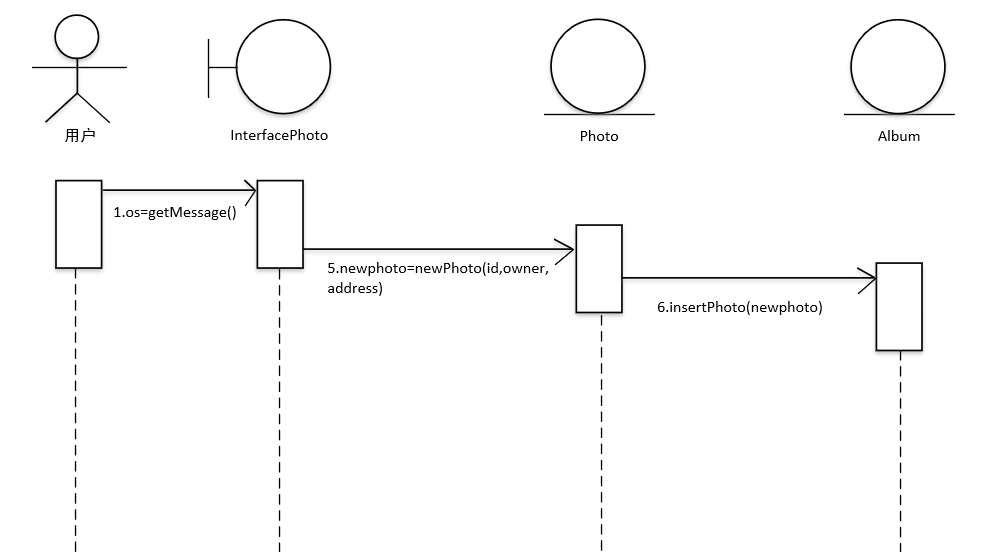 用户
InterfacePhoto
Photo
Album
1.os=getMessage()
5.newphoto=newPhoto(id,owner,
address)
6.insertPhoto(newphoto)